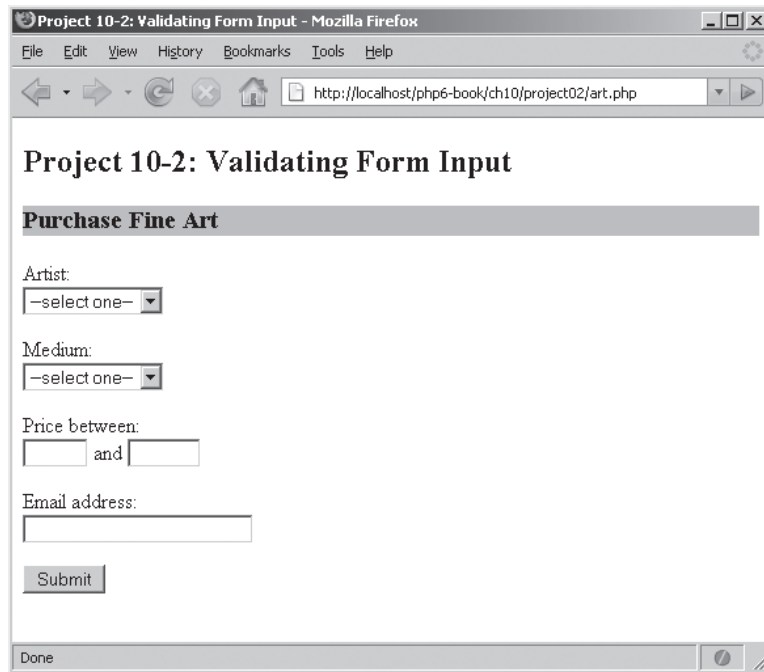 Project 10-2: Validating Form Input - Mozilla Firefox
File Edit View History Bookmarks Tools Help
http://localhost/php6-book/ch10/project02/art.php
Project 10-2: Validating Form Input
Purchase Fine Art
Artist:
--select one--
Medium:
--select one--
Price between:
and
Email address:
Submit
Done